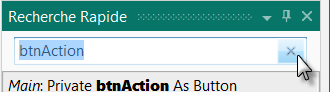 Recherche Rapide
btnAction
Main: Private btnAction As Button